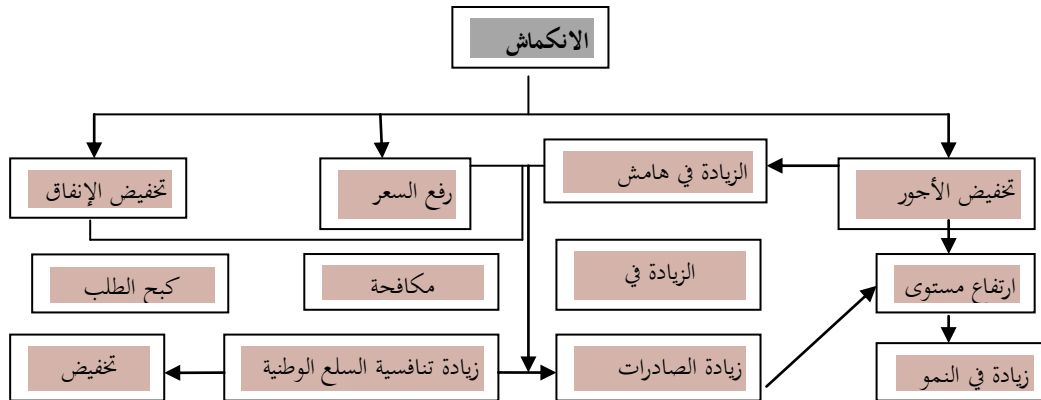 الانكماش
تخفيض الأجور
الزيادة في هامش
رفع السعر
تخفيض الإنفاق
ارتفاع مستوى
الزيادة في
مكافحة
كبح الطلب
زيادة في النمو
زيادة الصادرات
زيادة تنافسية السلع الوطنية
تخفيض